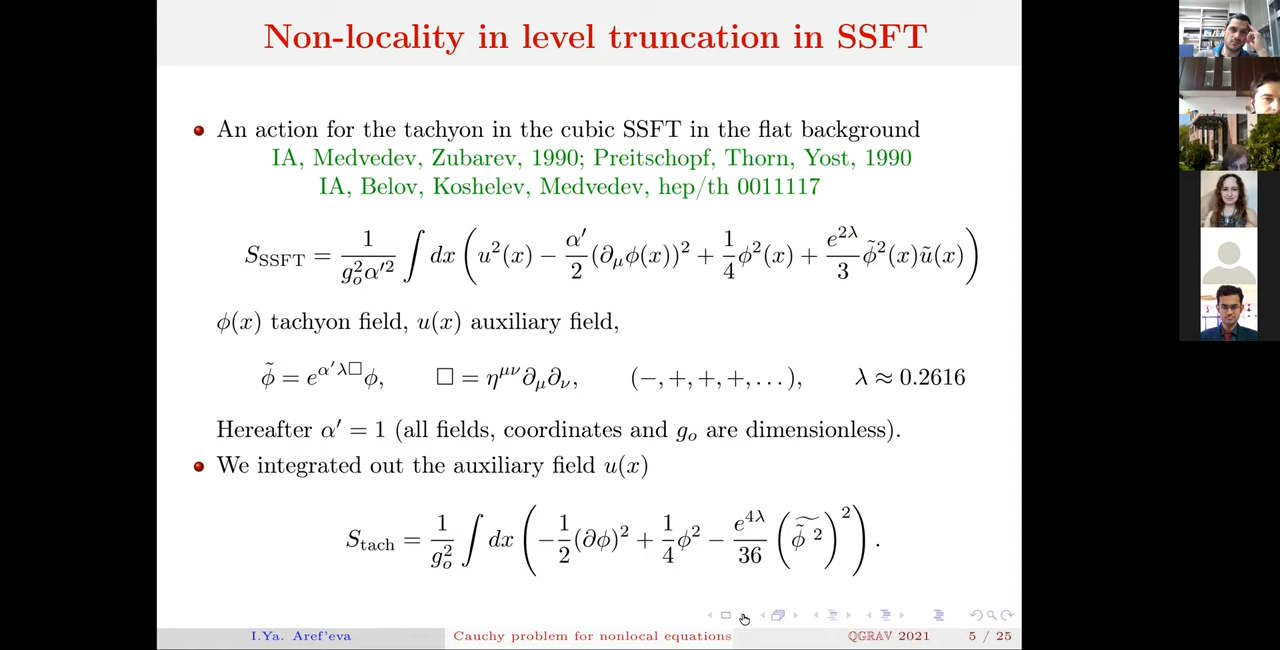 Non-locality in level truncation in SSFT
An action for the tachyon in the cubic SSFT in the flat background
IA, Medvedev, Zubarev, 1990; Preitschopf, Thorn, Yost, 1990
IA, Belov, Koshelev, Medvedev, hep/th 0011117
S_SSFT = 1/(g_o^2 α′^2) ∫ dx ( u^2(x) − α′/2 (∂_μϕ(x))^2 + 1/4 ϕ^2(x) + e^{2λ}/3 ϕ̃^2(x)ũ(x) )
ϕ(x) tachyon field, u(x) auxiliary field,
ϕ̃ = e^{α′λ□}ϕ, □ = η^{μν}∂_μ∂_ν, (−, +, +, +, . . .), λ ≈ 0.2616
Hereafter α′ = 1 (all fields, coordinates and g_o are dimensionless).
We integrated out the auxiliary field u(x)
S_tach = 1/g_o^2 ∫ dx ( −1/2 (∂ϕ)^2 + 1/4 ϕ^2 − e^{4λ}/36 ( \widetilde{ϕ̃^2} )^2 ) .
I.Ya. Aref'eva Cauchy problem for nonlocal equations QGRAV 2021 5 / 25